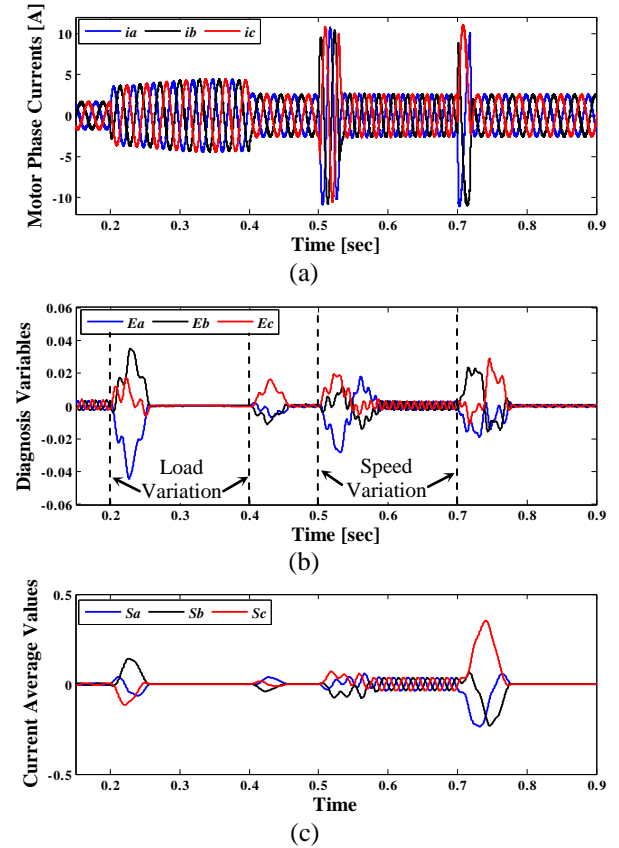 Motor Phase Currents [A]
ia ib ic
10
5
0
-5
-10
0.2 0.3 0.4 0.5 0.6 0.7 0.8 0.9
Time [sec]
(a)
Diagnosis Variables
0.06
Ea Eb Ec
0.04
0.02
0
-0.02
-0.04
-0.06
Load
Variation
Speed
Variation
0.2 0.3 0.4 0.5 0.6 0.7 0.8 0.9
Time [sec]
(b)
Current Average Values
0.5
Sa Sb Sc
0
-0.5
0.2 0.3 0.4 0.5 0.6 0.7 0.8 0.9
Time
(c)